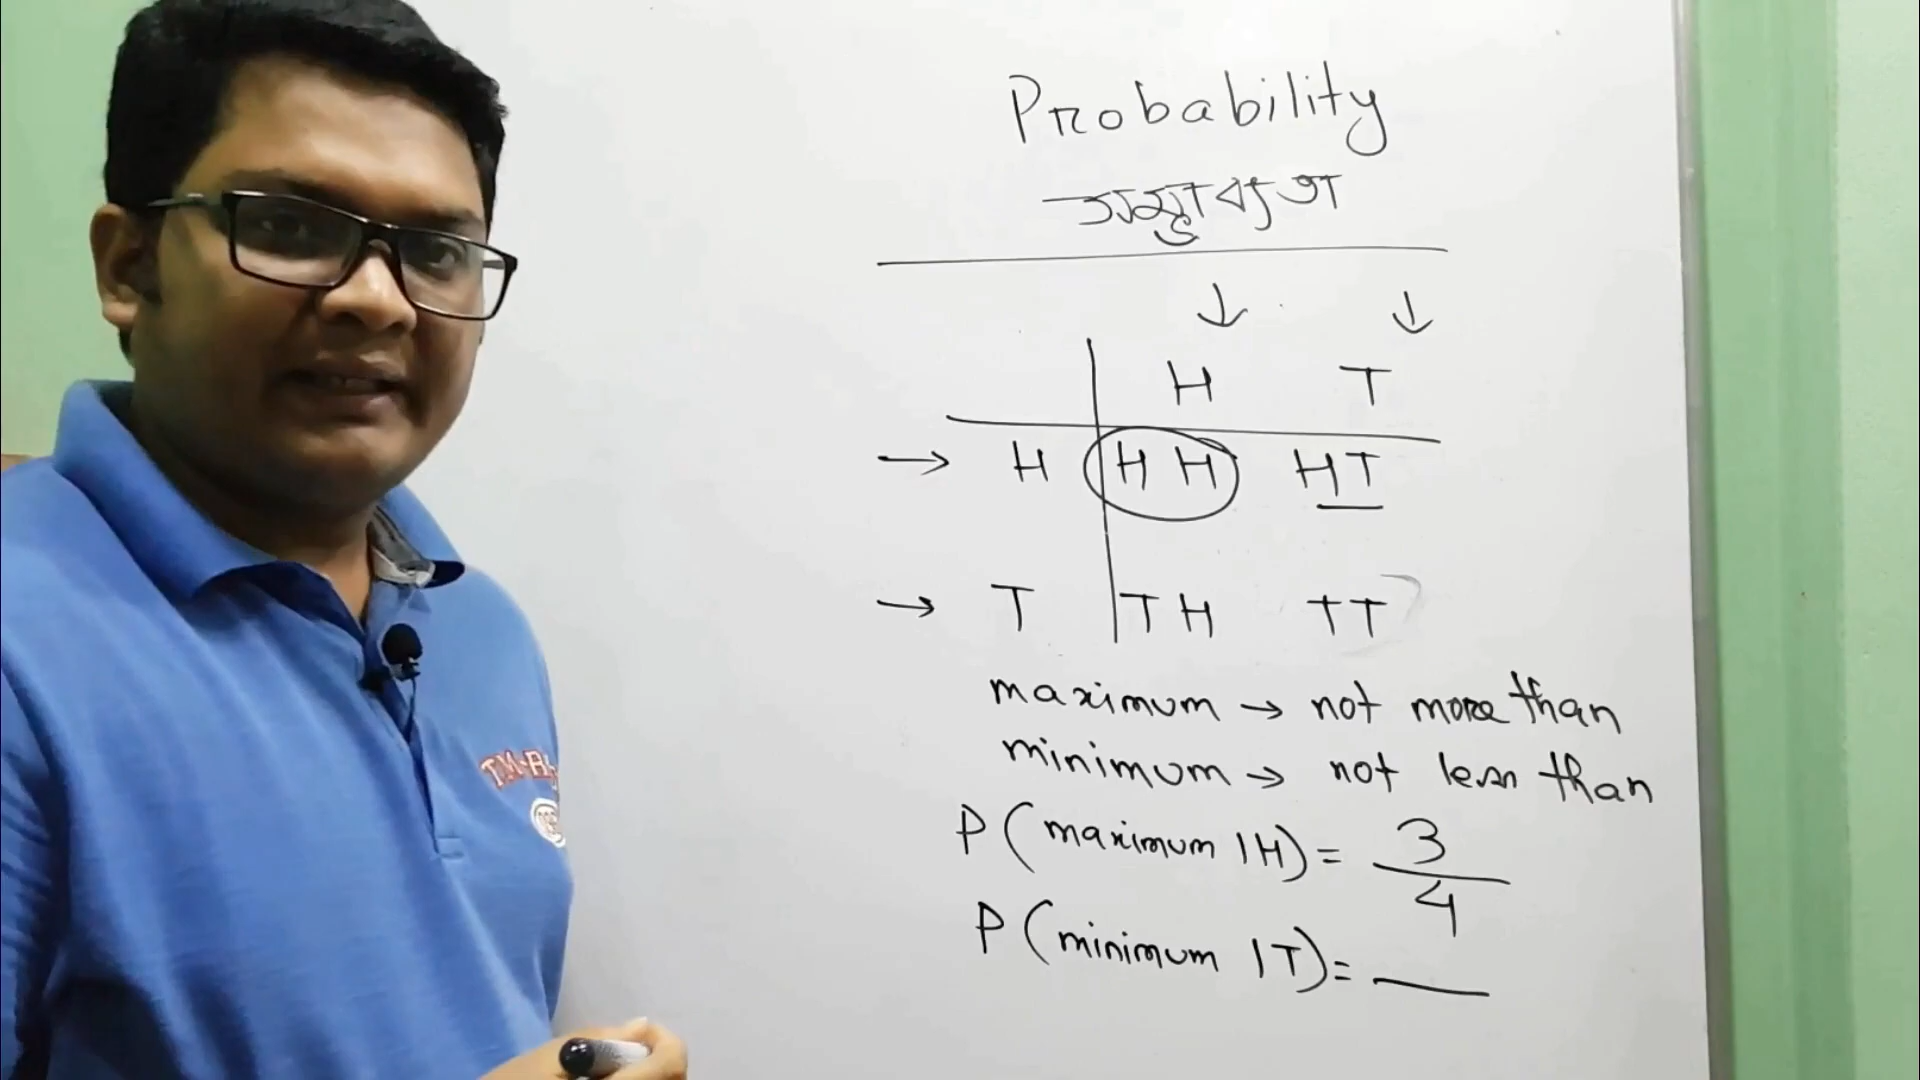 Probability
সম্ভাব্যতা
↓ ↓
H T
→ H HH HT
→ T TH TT
maximum → not more than
minimum → not less than
P(maximum 1H) = 3/4
P(minimum 1T) = —